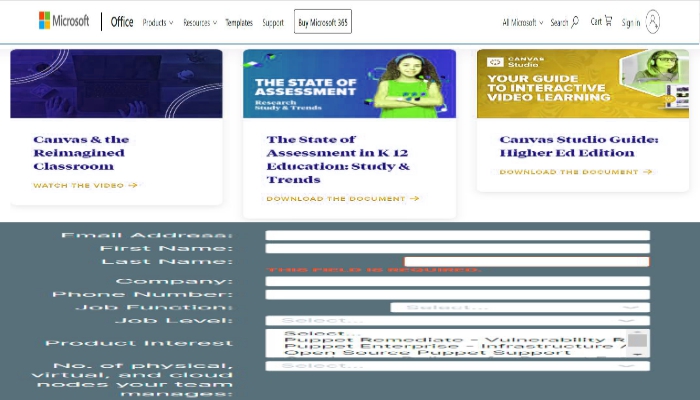 Microsoft Office Products Resources Templates Support Buy Microsoft 365 All Microsoft Search Cart Sign in
CANVAS
Studio
THE STATE OF
ASSESSMENT
Research
Study & Trends
YOUR GUIDE
TO INTERACTIVE
VIDEO LEARNING
Canvas & the
Reimagined
Classroom
WATCH THE VIDEO →
The State of
Assessment in K 12
Education: Study &
Trends
DOWNLOAD THE DOCUMENT →
Canvas Studio Guide:
Higher Ed Edition
DOWNLOAD THE DOCUMENT →
Email Address:
First Name:
Last Name:
THIS FIELD IS REQUIRED.
Company:
Phone Number:
Job Function: Select...
Job Level: Select...
Product Interest
Select...
Puppet Remediate - Vulnerability R
Puppet Enterprise - Infrastructure /
Open Source Puppet Support
No. of physical,
virtual, and cloud
nodes your team
manages:
Select...